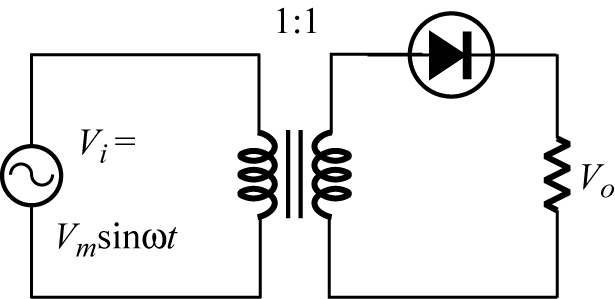 1:1
V_i =
V_m sinωt
V_o